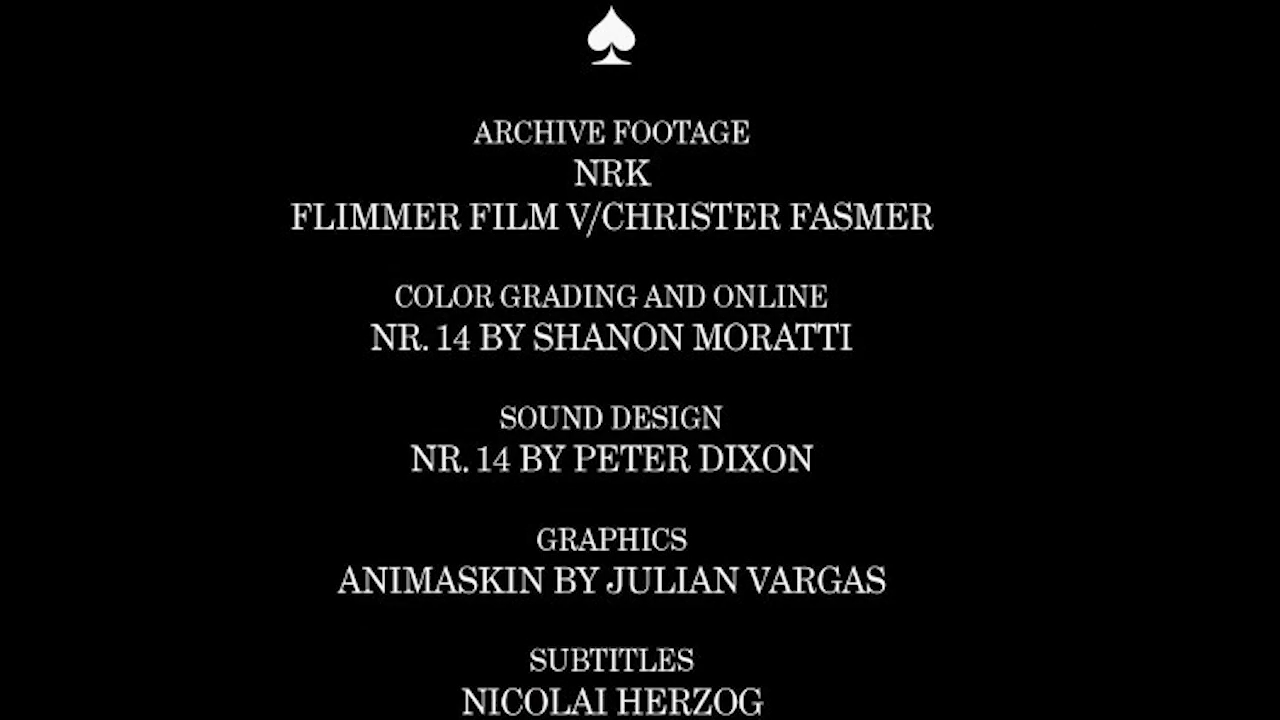 ARCHIVE FOOTAGE
NRK
FLIMMER FILM V/CHRISTER FASMER
COLOR GRADING AND ONLINE
NR. 14 BY SHANON MORATTI
SOUND DESIGN
NR. 14 BY PETER DIXON
GRAPHICS
ANIMASKIN BY JULIAN VARGAS
SUBTITLES
NICOLAI HERZOG